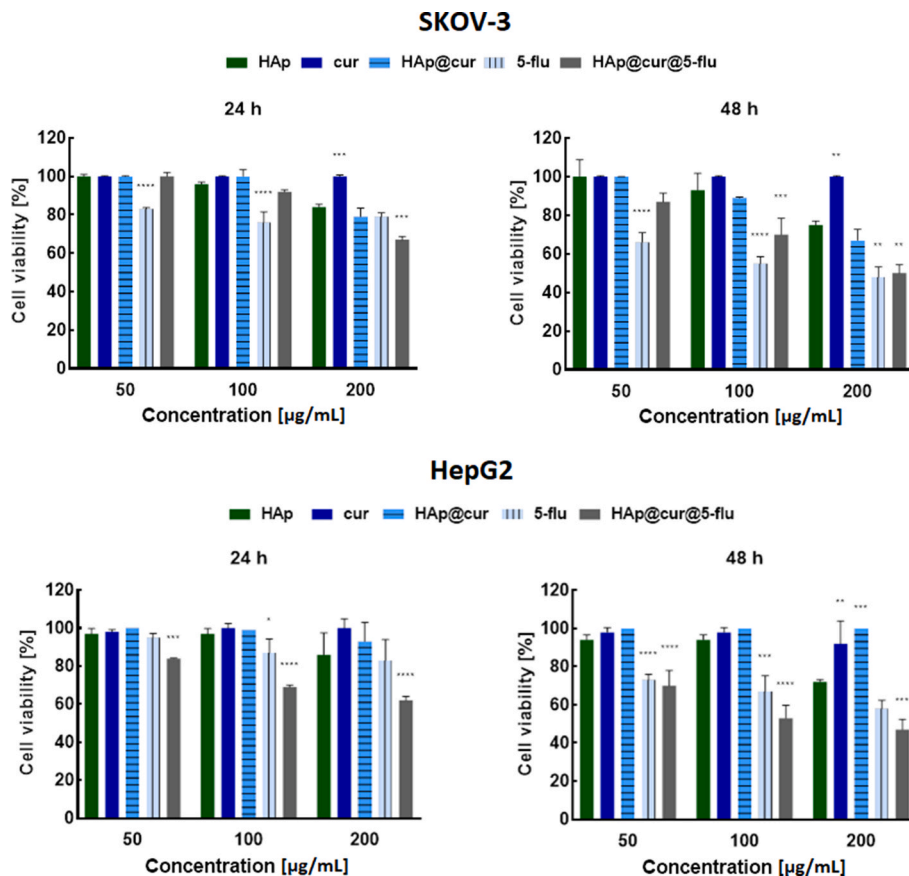 SKOV-3
HAp cur HAp@cur 5-flu HAp@cur@5-flu
24 h
120
100
80
60
40
20
0
Cell viability [%]
**** **** *** ***
50 100 200
Concentration [µg/mL]
48 h
120
100
80
60
40
20
0
Cell viability [%]
**** **** *** ** ** **
50 100 200
Concentration [µg/mL]
HepG2
HAp cur HAp@cur 5-flu HAp@cur@5-flu
24 h
120
100
80
60
40
20
0
Cell viability [%]
*** * **** ****
50 100 200
Concentration [µg/mL]
48 h
120
100
80
60
40
20
0
Cell viability [%]
**** **** *** **** ** ***
50 100 200
Concentration [µg/mL]